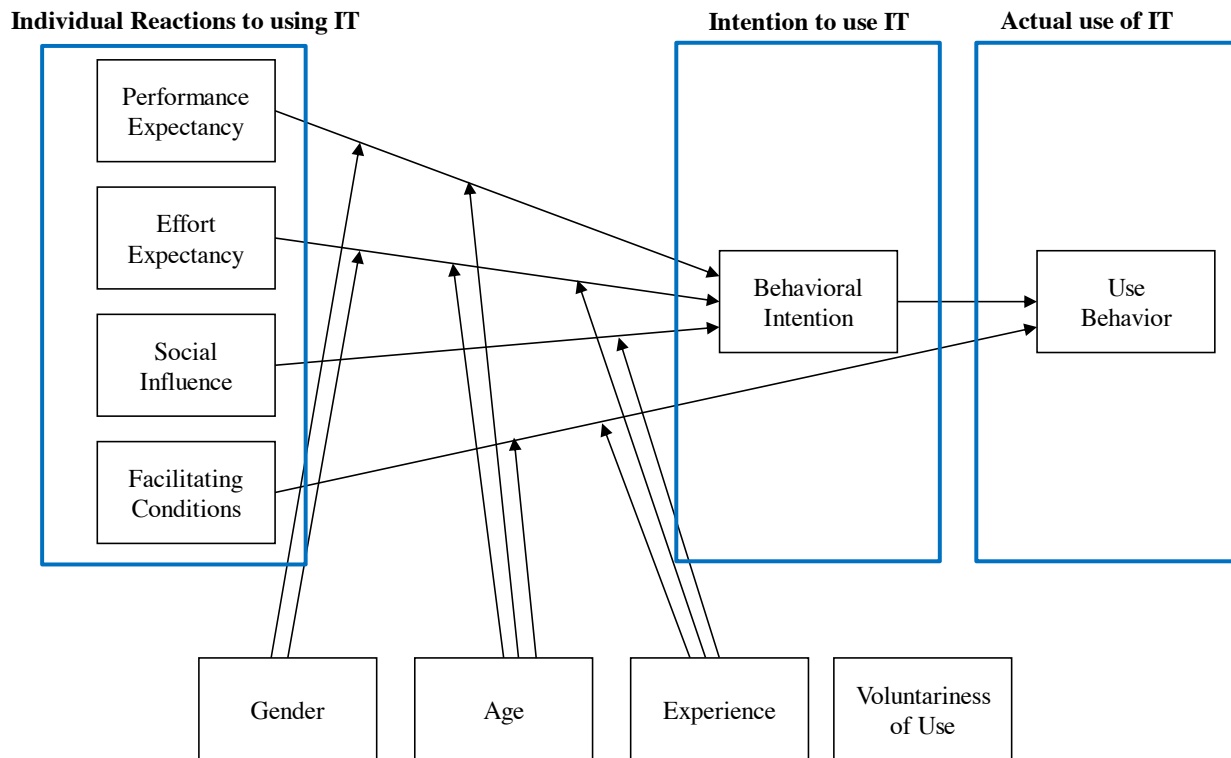 Individual Reactions to using IT
Intention to use IT
Actual use of IT
Performance
Expectancy
Effort
Expectancy
Social
Influence
Facilitating
Conditions
Behavioral
Intention
Use
Behavior
Gender
Age
Experience
Voluntariness
of Use